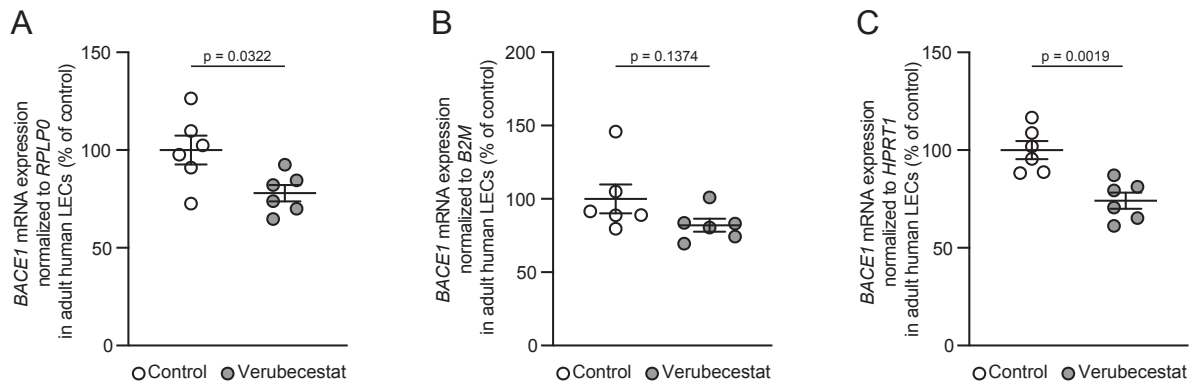 A
BACE1 mRNA expression
normalized to RPLP0
in adult human LECs (% of control)
150
100
50
0
p = 0.0322
Control Verubecestat
B
BACE1 mRNA expression
normalized to B2M
in adult human LECs (% of control)
200
150
100
50
0
p = 0.1374
Control Verubecestat
C
BACE1 mRNA expression
normalized to HPRT1
in adult human LECs (% of control)
150
100
50
0
p = 0.0019
Control Verubecestat